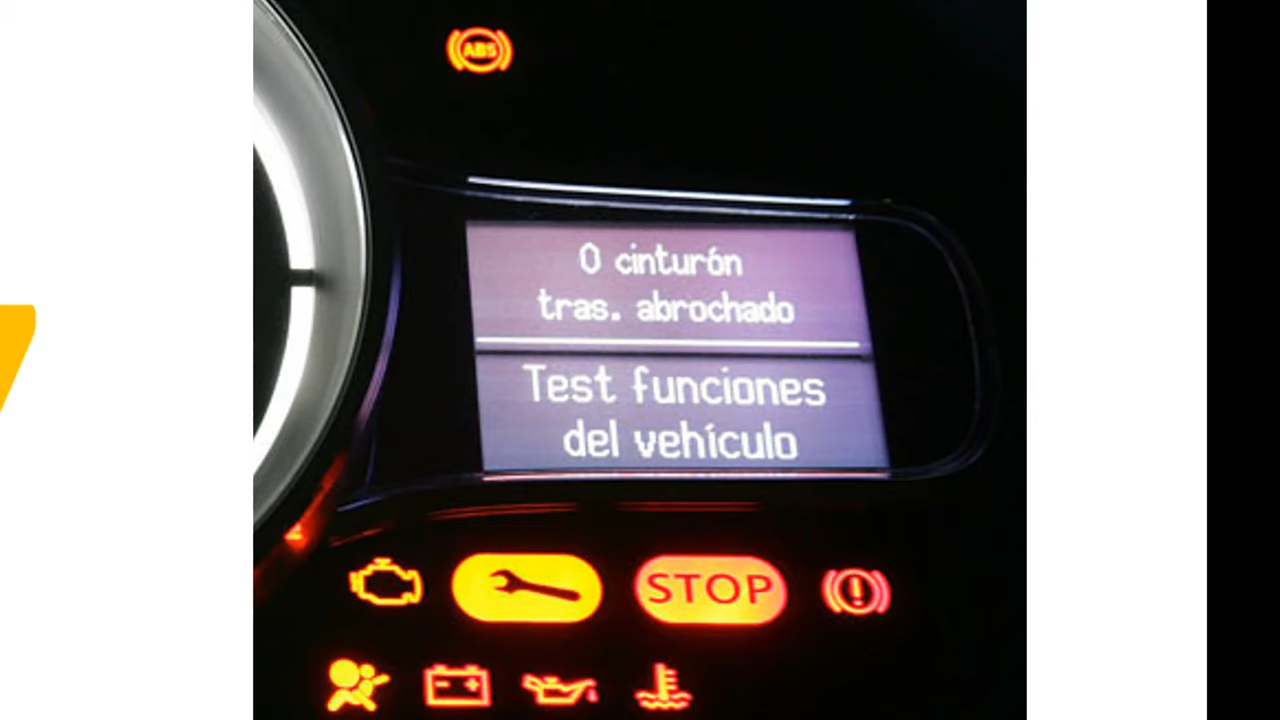 ABS
0 cinturón
tras. abrochado
Test funciones
del vehículo
STOP